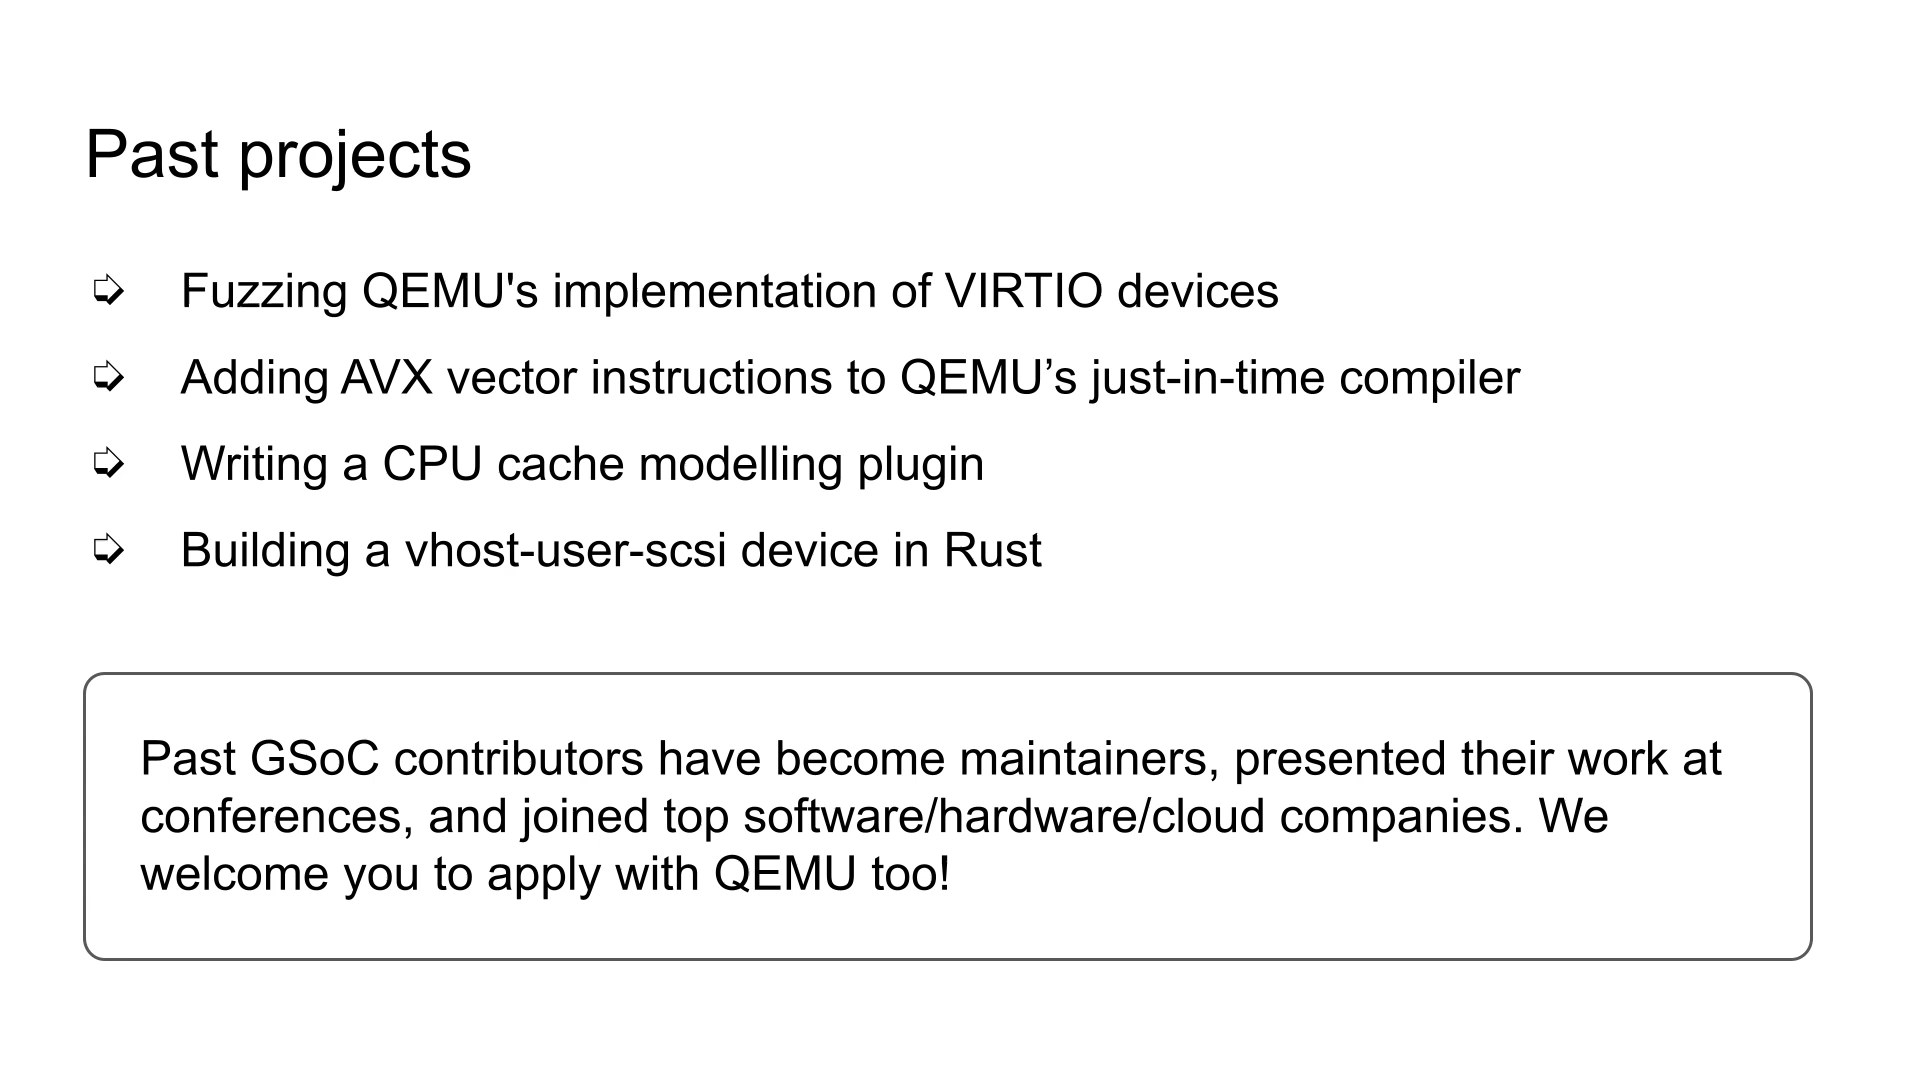 Past projects
➭ Fuzzing QEMU's implementation of VIRTIO devices
➭ Adding AVX vector instructions to QEMU’s just-in-time compiler
➭ Writing a CPU cache modelling plugin
➭ Building a vhost-user-scsi device in Rust
Past GSoC contributors have become maintainers, presented their work at
conferences, and joined top software/hardware/cloud companies. We
welcome you to apply with QEMU too!